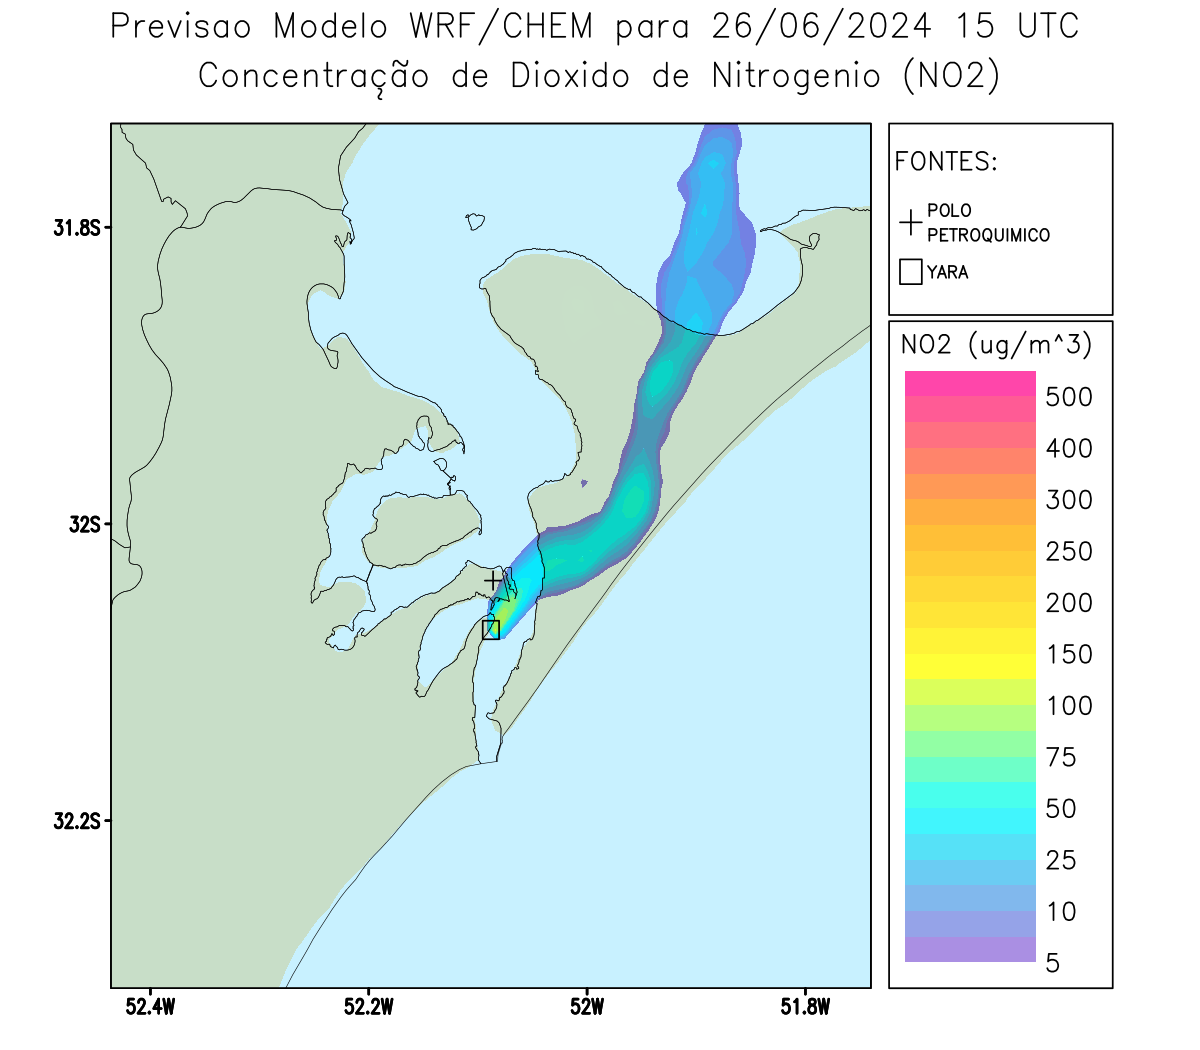 Previsao Modelo WRF/CHEM para 26/06/2024 15 UTC
Concentração de Dioxido de Nitrogenio (NO2)
FONTES:
POLO
PETROQUIMICO
YARA
NO2 (ug/m^3)
500
400
300
250
200
150
100
75
50
25
10
5
31.8S
32S
32.2S
52.4W
52.2W
52W
51.8W